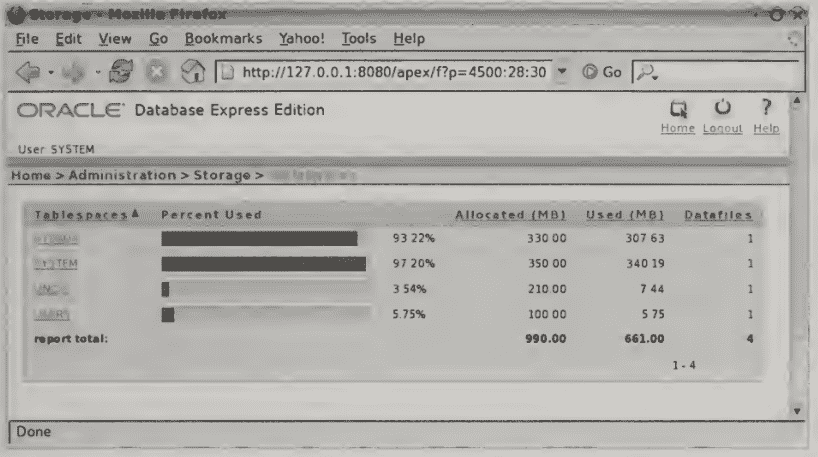 Storage - Mozilla Firefox
File Edit View Go Bookmarks Yahoo! Tools Help
http://127.0.0.1:8080/apex/f?p=4500:28:30 Go
ORACLE Database Express Edition
Home Logout Help
User SYSTEM
Home > Administration > Storage >
Tablespaces Percent Used Allocated (MB) Used (MB) Datafiles
93 22% 330 00 307 63 1
SYSTEM 97 20% 350 00 340 19 1
3 54% 210.00 7 44 1
USERS 5.75% 100 00 5 75 1
report total: 990.00 661.00 4
1 - 4
Done